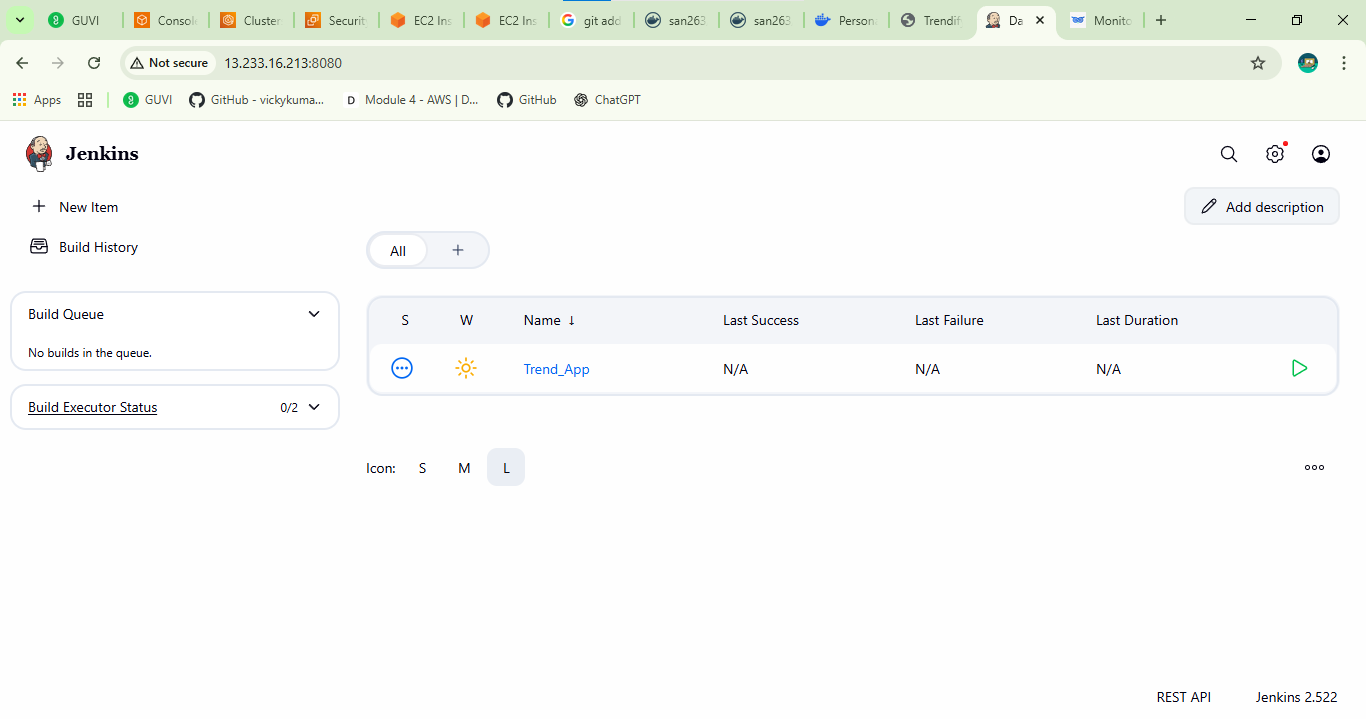 GUVI
Consol
Cluster
Securit
EC2 Ins
EC2 Ins
git add
san263
san263
Person
Trendif
Da
Monito
Not secure
13.233.16.213:8080
Apps
GUVI
GitHub - vickykuma...
D Module 4 - AWS | D...
GitHub
ChatGPT
Jenkins
New Item
Add description
Build History
All
Build Queue
No builds in the queue.
Build Executor Status 0/2
S W Name ↓ Last Success Last Failure Last Duration
Trend_App N/A N/A N/A
Icon: S M L
REST API Jenkins 2.522